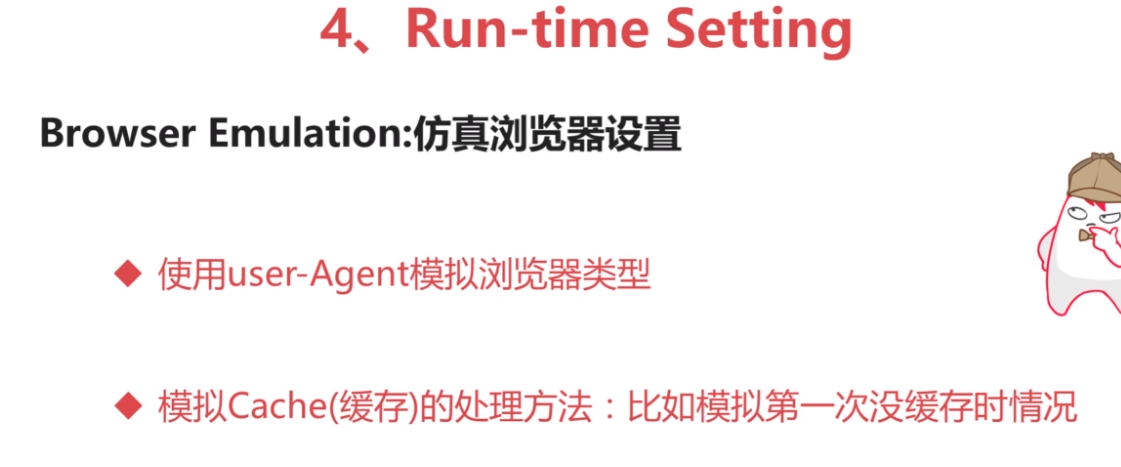 4、Run-time Setting
Browser Emulation:仿真浏览器设置
◆ 使用user-Agent模拟浏览器类型
◆ 模拟Cache(缓存)的处理方法：比如模拟第一次没缓存时情况